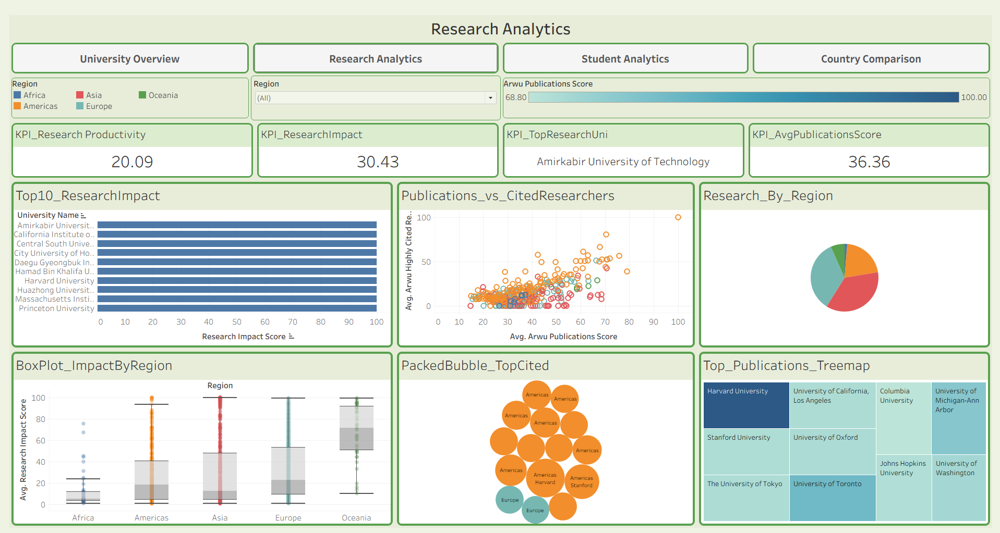 Research Analytics
University Overview
Research Analytics
Student Analytics
Country Comparison
Region
Africa
Asia
Oceania
Americas
Europe
Region
(All)
Arwu Publications Score
68.80
100.00
KPI_Research Productivity
20.09
KPI_ResearchImpact
30.43
KPI_TopResearchUni
Amirkabir University of Technology
KPI_AvgPublicationsScore
36.36
Top10_ResearchImpact
University Name
Amirkabir Universit..
California Institute o..
Central South Unive..
City University of Ho..
Daegu Gyeongbuk In..
Hamad Bin Khalifa U..
Harvard University
Huazhong Universit..
Massachusetts Insti..
Princeton University
0 10 20 30 40 50 60 70 80 90 100
Research Impact Score
Publications_vs_CitedResearchers
Avg. Arwu Highly Cited Re..
100
50
0
0 10 20 30 40 50 60 70 80 90 100
Avg. Arwu Publications Score
Research_By_Region
BoxPlot_ImpactByRegion
Region
Avg. Research Impact Score
100
80
60
40
20
0
Africa
Americas
Asia
Europe
Oceania
PackedBubble_TopCited
Americas
Americas
Americas
Americas
Americas
Americas
Americas
Harvard
Americas
Stanford
Europe
Europe
Top_Publications_Treemap
Harvard University
Stanford University
The University of Tokyo
University of California,
Los Angeles
University of Oxford
University of Toronto
Columbia
University
University of
Michigan-Ann
Arbor
Johns Hopkins
University
University of
Washington